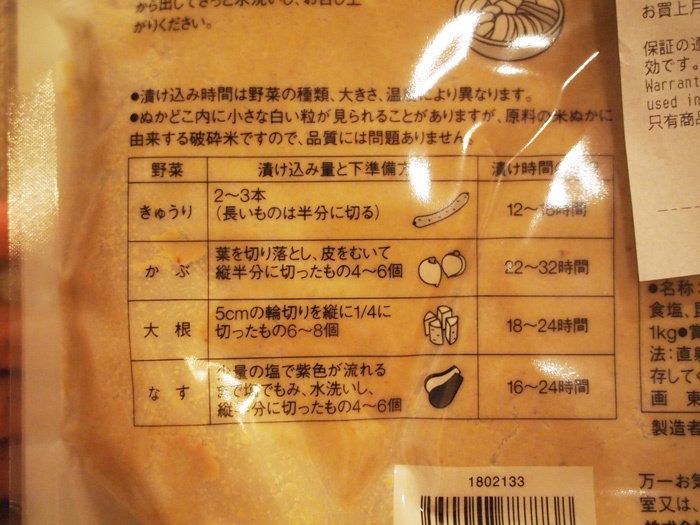 から出してさっと水洗いし、お召し上
がりください。
●漬け込み時間は野菜の種類、大きさ、温度により異なります。
●ぬかどこ内に小さな白い粒が見られることがありますが、原料の米ぬかに
由来する破砕米ですので、品質には問題ありません。
野菜 漬け込み量と下準備 漬け時間
きゅうり 2〜3本
(長いものは半分に切る) 12〜 時間
かぶ 葉を切り落とし、皮をむいて
縦半分に切ったもの4〜6個 22〜32時間
大根 5cmの輪切りを縦に1/4に
切ったもの6〜8個 18〜24時間
なす 少量の塩で紫色が流れる
まで塩でもみ、水洗いし、
縦半分に切ったもの4〜6個 16〜24時間
1802133
お買上月
保証の
効です。
Warrant
used in
只有商品
●名称:
食塩、
1kg●
法:直
存して
画 東
製造者
万一お
室又は、